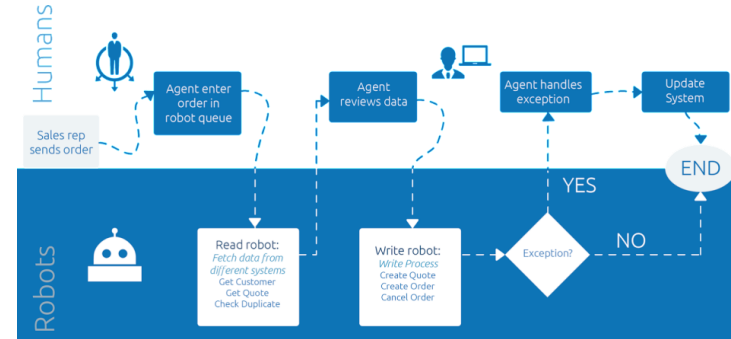 Humans
Sales rep
sends order
Agent enter
order in
robot queue
Agent
reviews data
Agent handles
exception
Update
System
END
Robots
Read robot:
Fetch data from
different systems
Get Customer
Get Quote
Check Duplicate
Write robot:
Write Process
Create Quote
Create Order
Cancel Order
Exception?
YES
NO